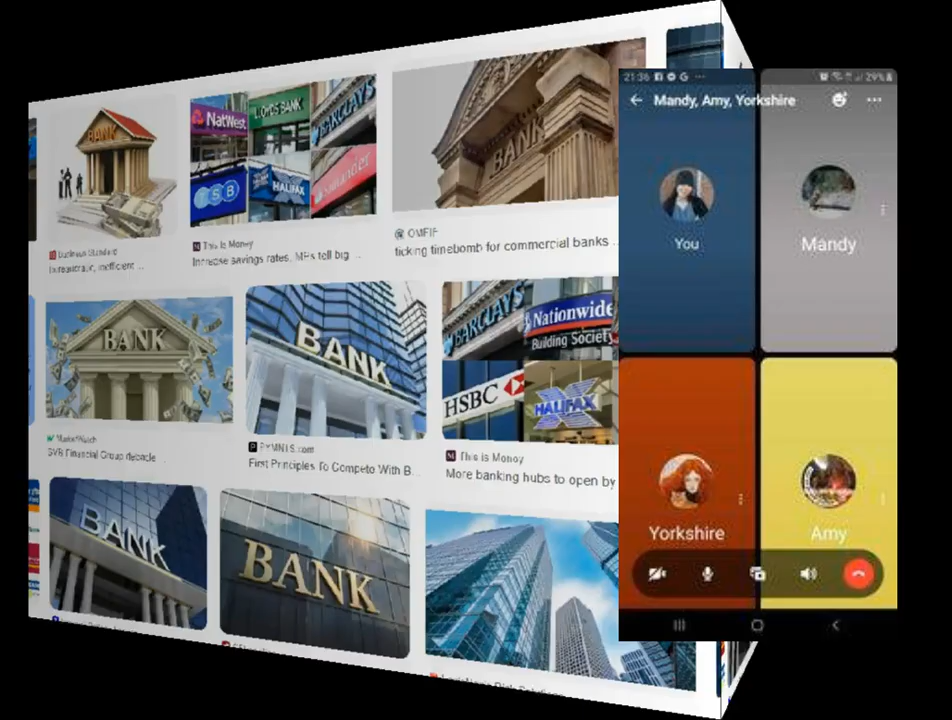 BANK
NatWest
LLOYDS BANK
BARCLAYS
TSB
HALIFAX
Santander
BANK
Business Standard
This is Money
Increase savings rates, MPs tell big ...
OMFIF
ticking timebomb for commercial banks ...
BANK
BANK
BARCLAYS
Nationwide
Building Society
HSBC
HALIFAX
MarketWatch
SVB Financial Group debacle ...
PYMNTS.com
First Principles To Compete With B...
This is Money
More banking hubs to open by
BANK
BANK
21:36
29%
Mandy, Amy, Yorkshire
You
Mandy
Yorkshire
Amy